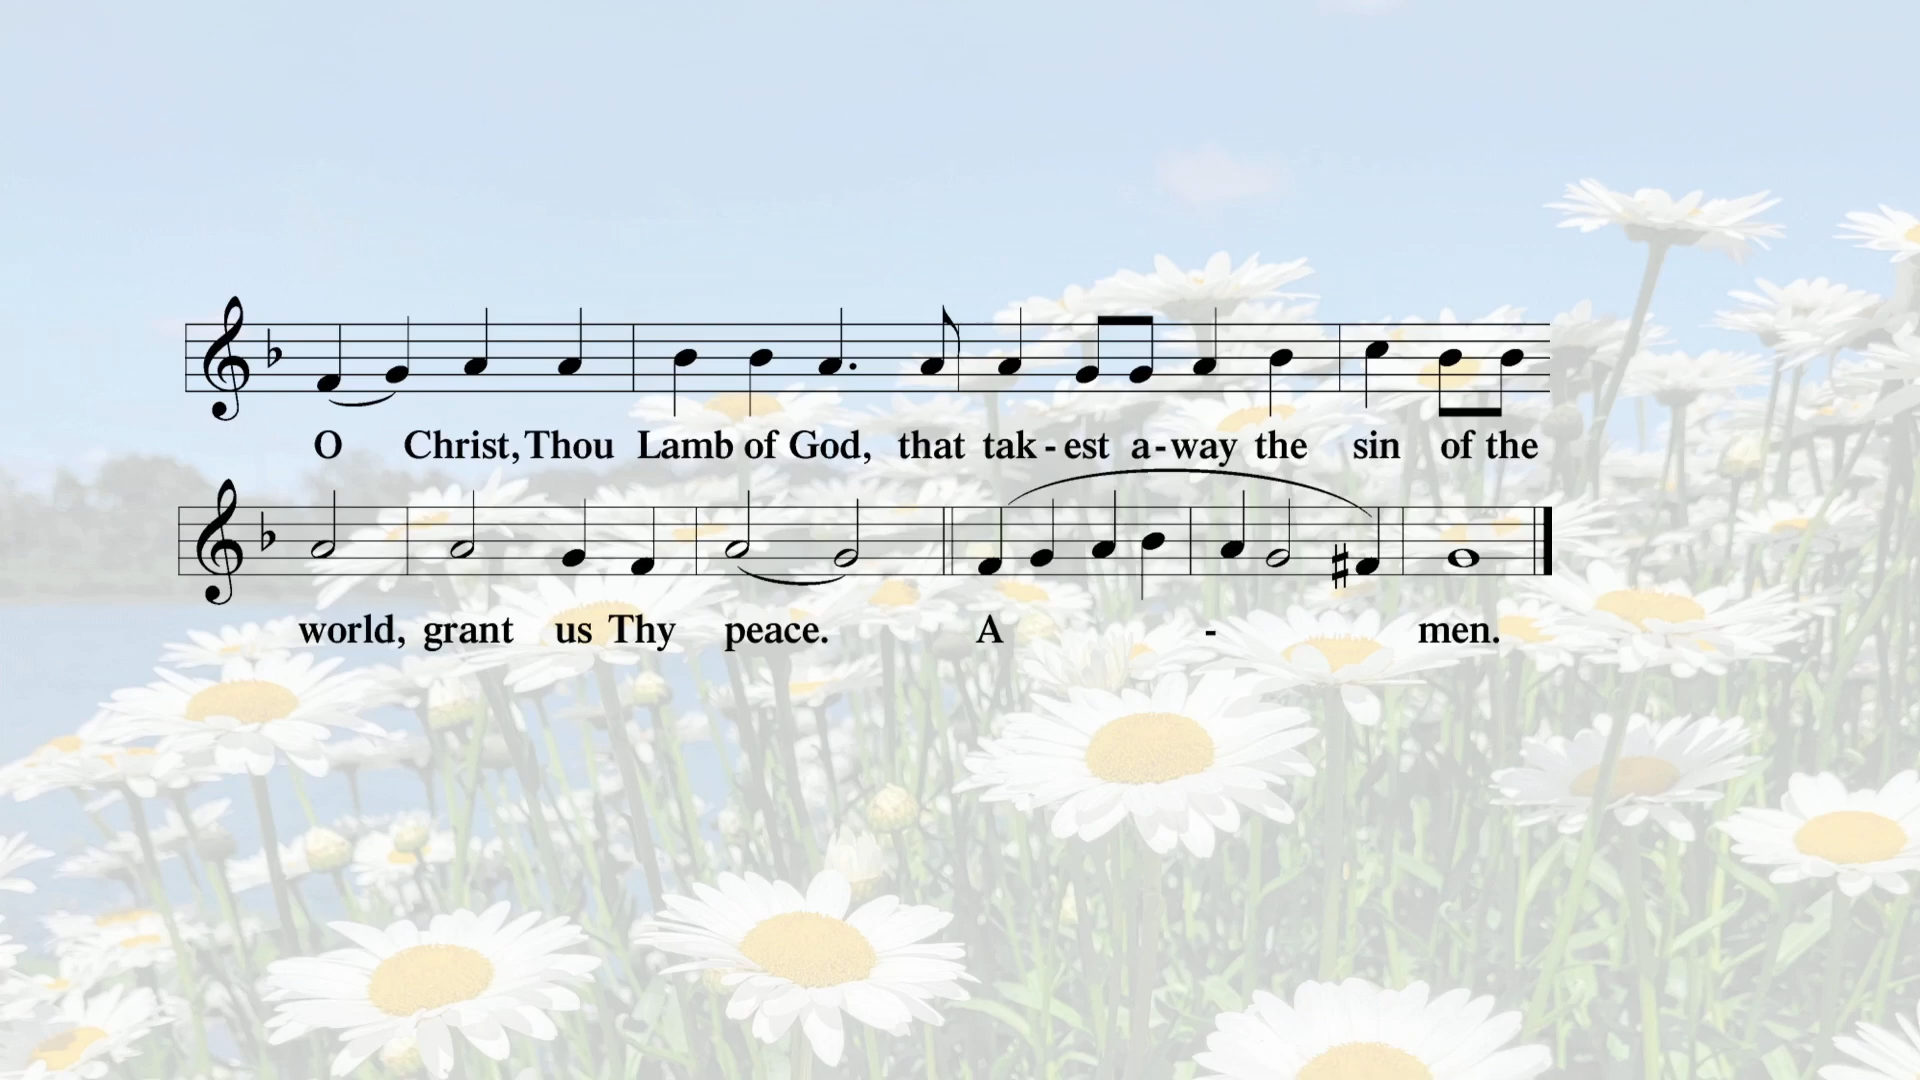 O Christ, Thou Lamb of God, that tak - est a - way the sin of the
world, grant us Thy peace. A - men.